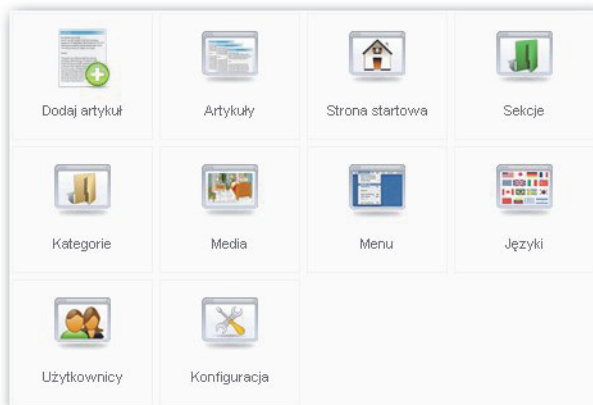 Dodaj artykuł
Artykuły
Strona startowa
Sekcje
Kategorie
Media
Menu
Języki
Użytkownicy
Konfiguracja